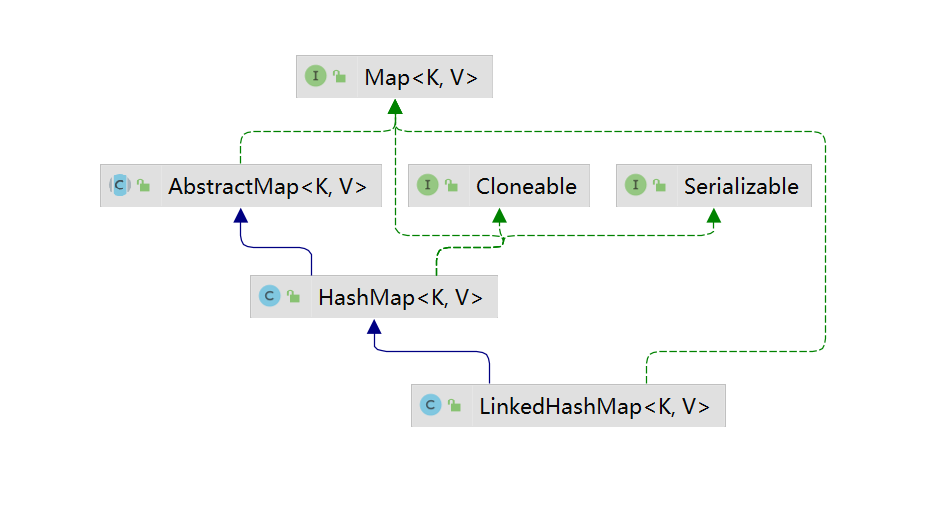 I Map<K, V>
C AbstractMap<K, V>
I Cloneable
I Serializable
C HashMap<K, V>
C LinkedHashMap<K, V>